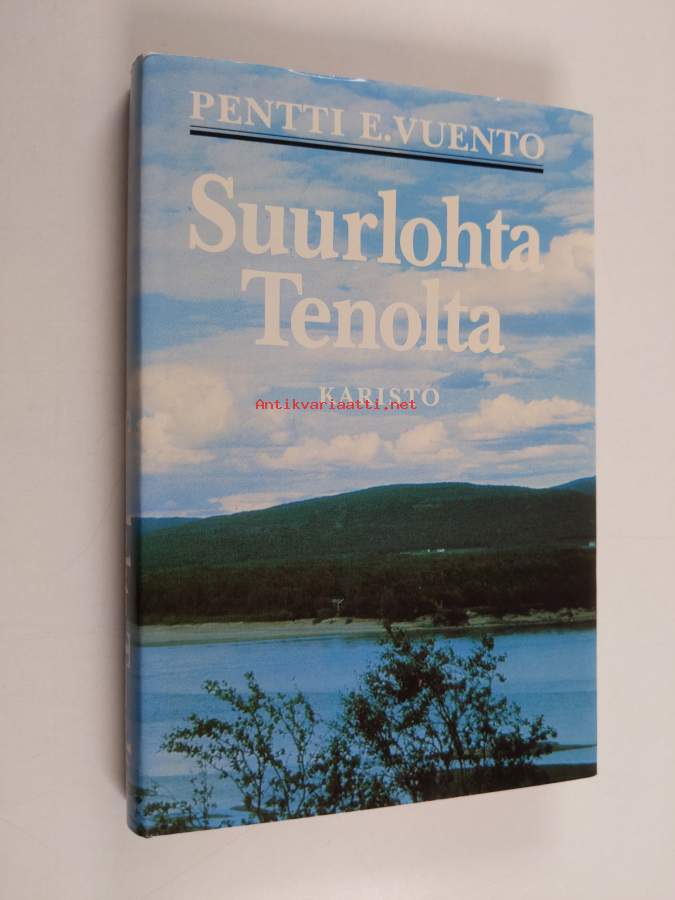 PENTTI E. VUENTO
Suurlohta
Tenolta
KARISTO
Antikvariaatti.net